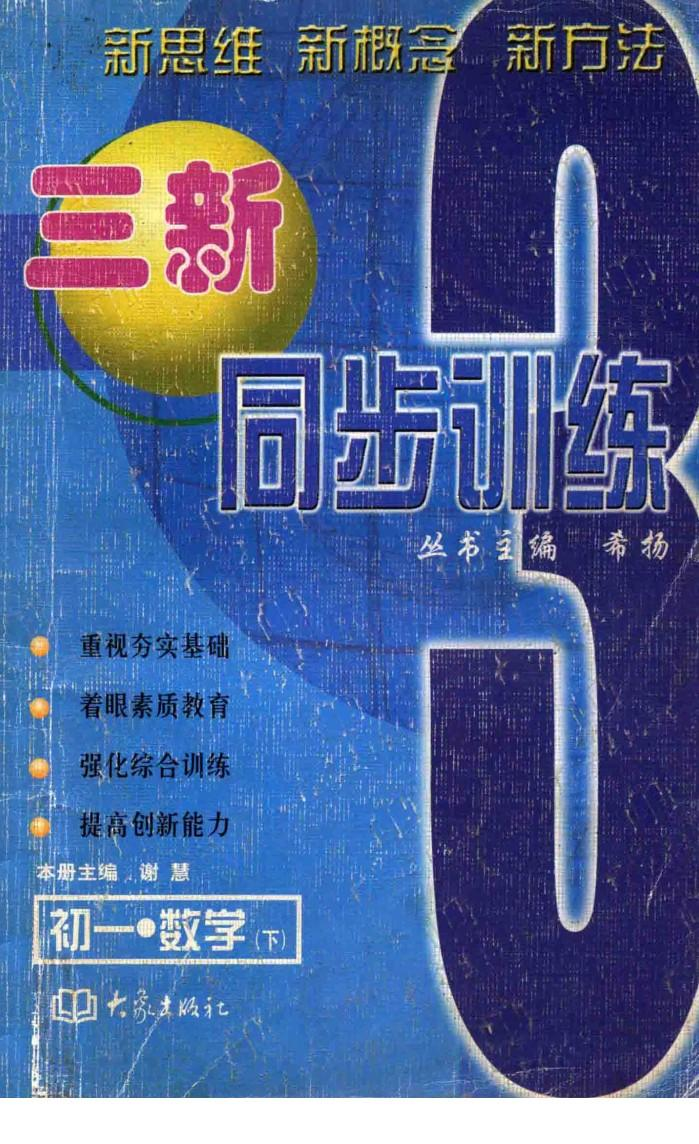 新思维 新概念 新方法
三新
同步训练
丛书主编 希扬
重视夯实基础
着眼素质教育
强化综合训练
提高创新能力
本册主编 谢慧
初一·数学(下)
大象出版社